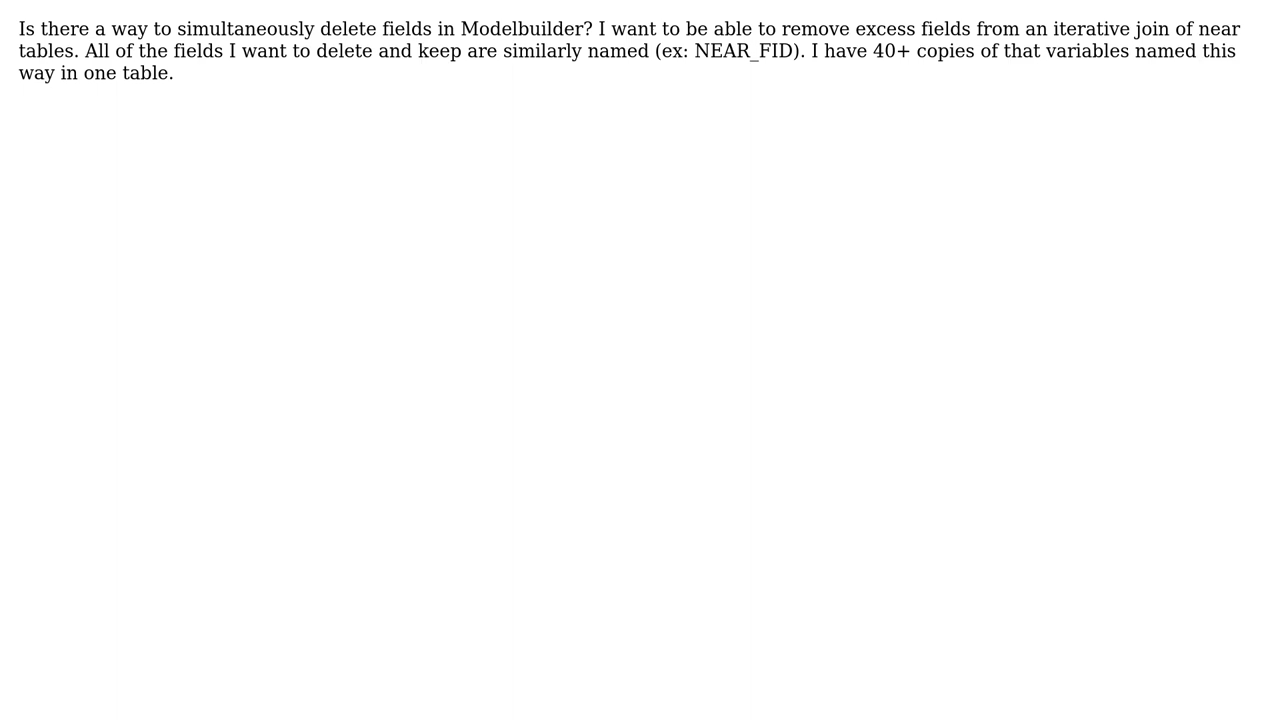 Is there a way to simultaneously delete fields in Modelbuilder? I want to be able to remove excess fields from an iterative join of near
tables. All of the fields I want to delete and keep are similarly named (ex: NEAR_FID). I have 40+ copies of that variables named this
way in one table.